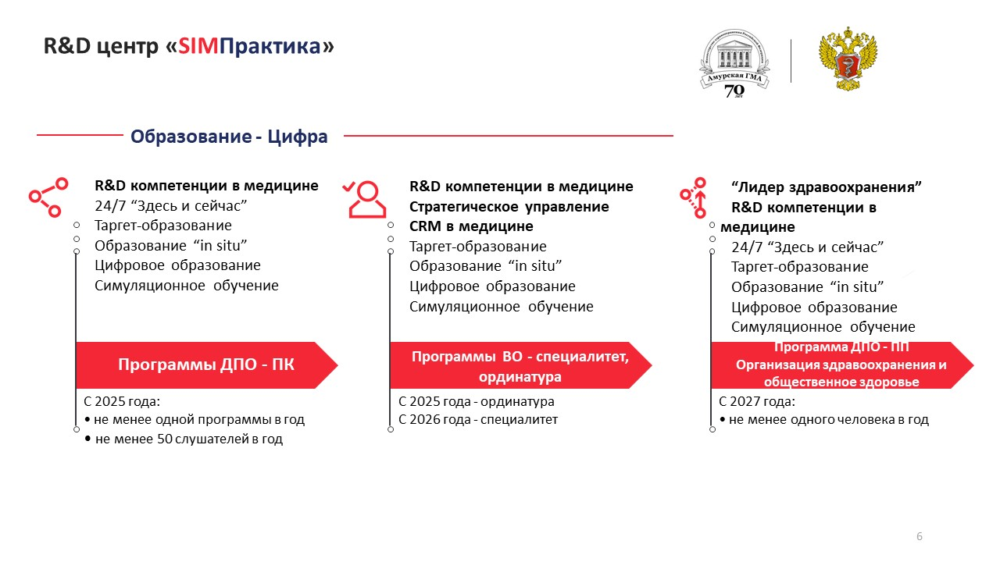 R&D центр «SIMПрактика»
Амурская ГМА
70
лет
Образование - Цифра
R&D компетенции в медицине
24/7 “Здесь и сейчас”
Таргет-образование
Образование “in situ”
Цифровое образование
Симуляционное обучение
Программы ДПО - ПК
С 2025 года:
• не менее одной программы в год
• не менее 50 слушателей в год
R&D компетенции в медицине
Стратегическое управление
CRM в медицине
Таргет-образование
Образование “in situ”
Цифровое образование
Симуляционное обучение
Программы ВО - специалитет,
ординатура
С 2025 года - ординатура
С 2026 года - специалитет
“Лидер здравоохранения”
R&D компетенции в
медицине
24/7 “Здесь и сейчас”
Таргет-образование
Образование “in situ”
Цифровое образование
Симуляционное обучение
Программа ДПО - ПП
Организация здравоохранения и
общественное здоровье
С 2027 года:
• не менее одного человека в год
6